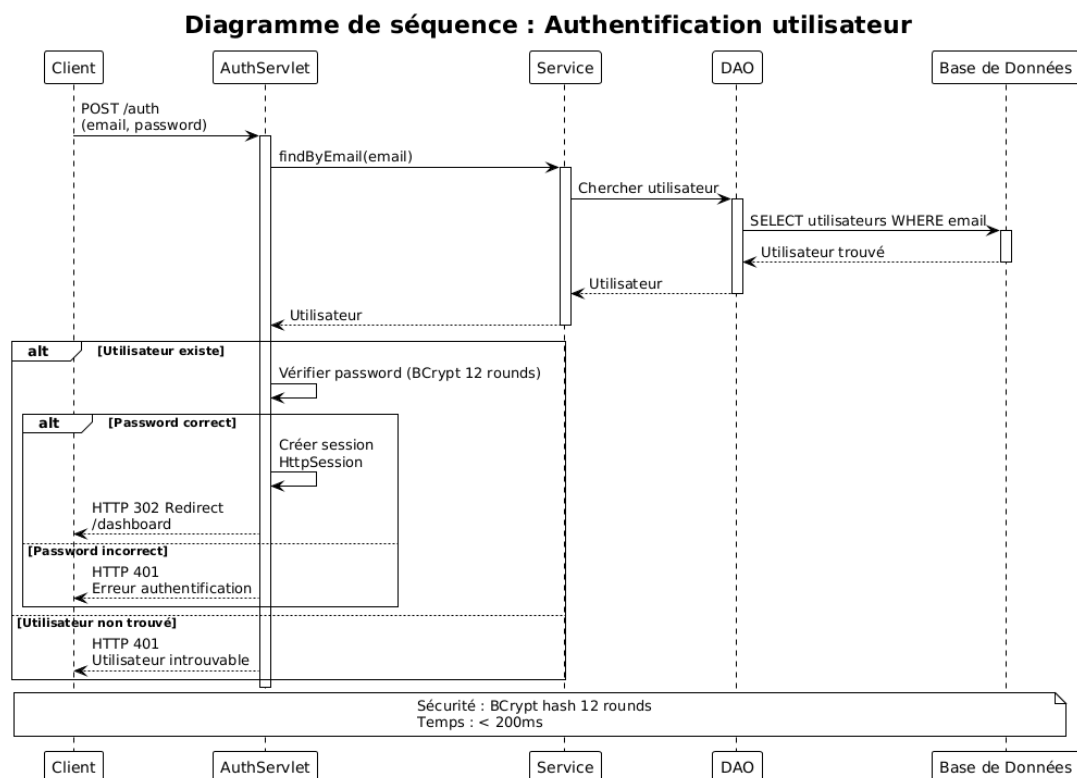 Diagramme de séquence : Authentification utilisateur
Client
AuthServlet
Service
DAO
Base de Données
POST /auth
(email, password)
findByEmail(email)
Chercher utilisateur
SELECT utilisateurs WHERE email
Utilisateur trouvé
Utilisateur
Utilisateur
alt
[Utilisateur existe]
Vérifier password (BCrypt 12 rounds)
alt
[Password correct]
Créer session
HttpSession
HTTP 302 Redirect
/dashboard
[Password incorrect]
HTTP 401
Erreur authentification
[Utilisateur non trouvé]
HTTP 401
Utilisateur introuvable
Sécurité : BCrypt hash 12 rounds
Temps : < 200ms
Client
AuthServlet
Service
DAO
Base de Données